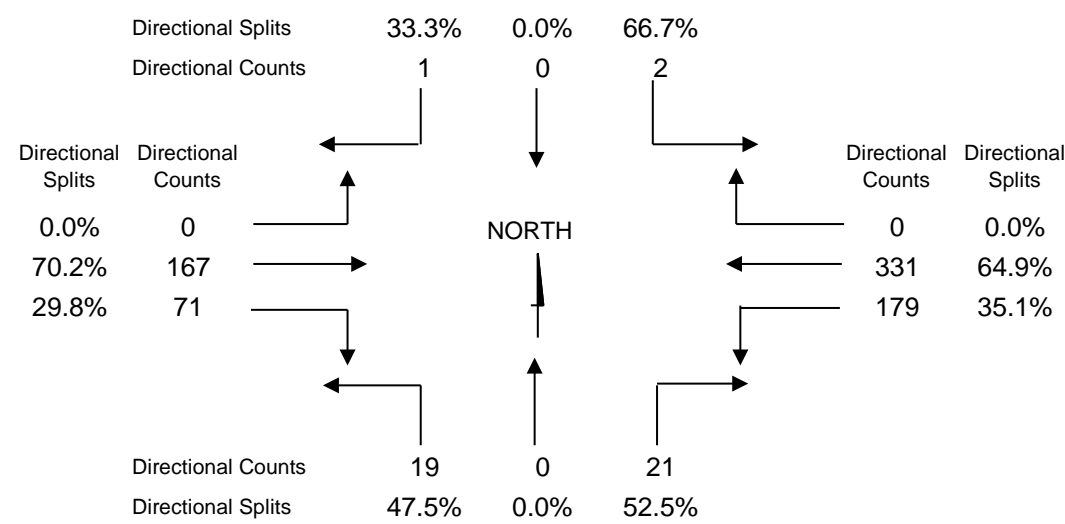 Directional Splits 33.3% 0.0% 66.7%
Directional Counts 1 0 2
Directional Directional Directional Directional
Splits Counts Counts Splits
0.0% 0 NORTH 0 0.0%
70.2% 167 331 64.9%
29.8% 71 179 35.1%
Directional Counts 19 0 21
Directional Splits 47.5% 0.0% 52.5%